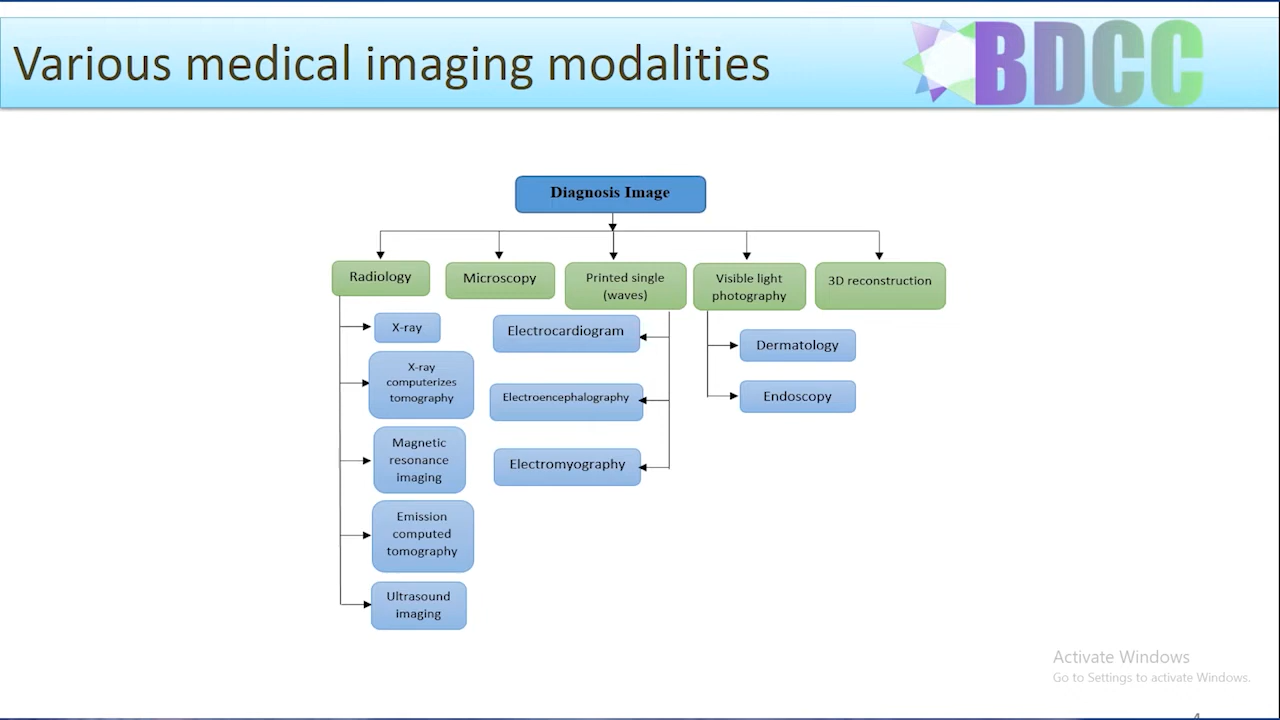 Various medical imaging modalities
BDCC
Diagnosis Image
Radiology
Microscopy
Printed single
(waves)
Visible light
photography
3D reconstruction
X-ray
X-ray
computerizes
tomography
Magnetic
resonance
imaging
Emission
computed
tomography
Ultrasound
imaging
Electrocardiogram
Electroencephalography
Electromyography
Dermatology
Endoscopy
Activate Windows
Go to Settings to activate Windows.
4